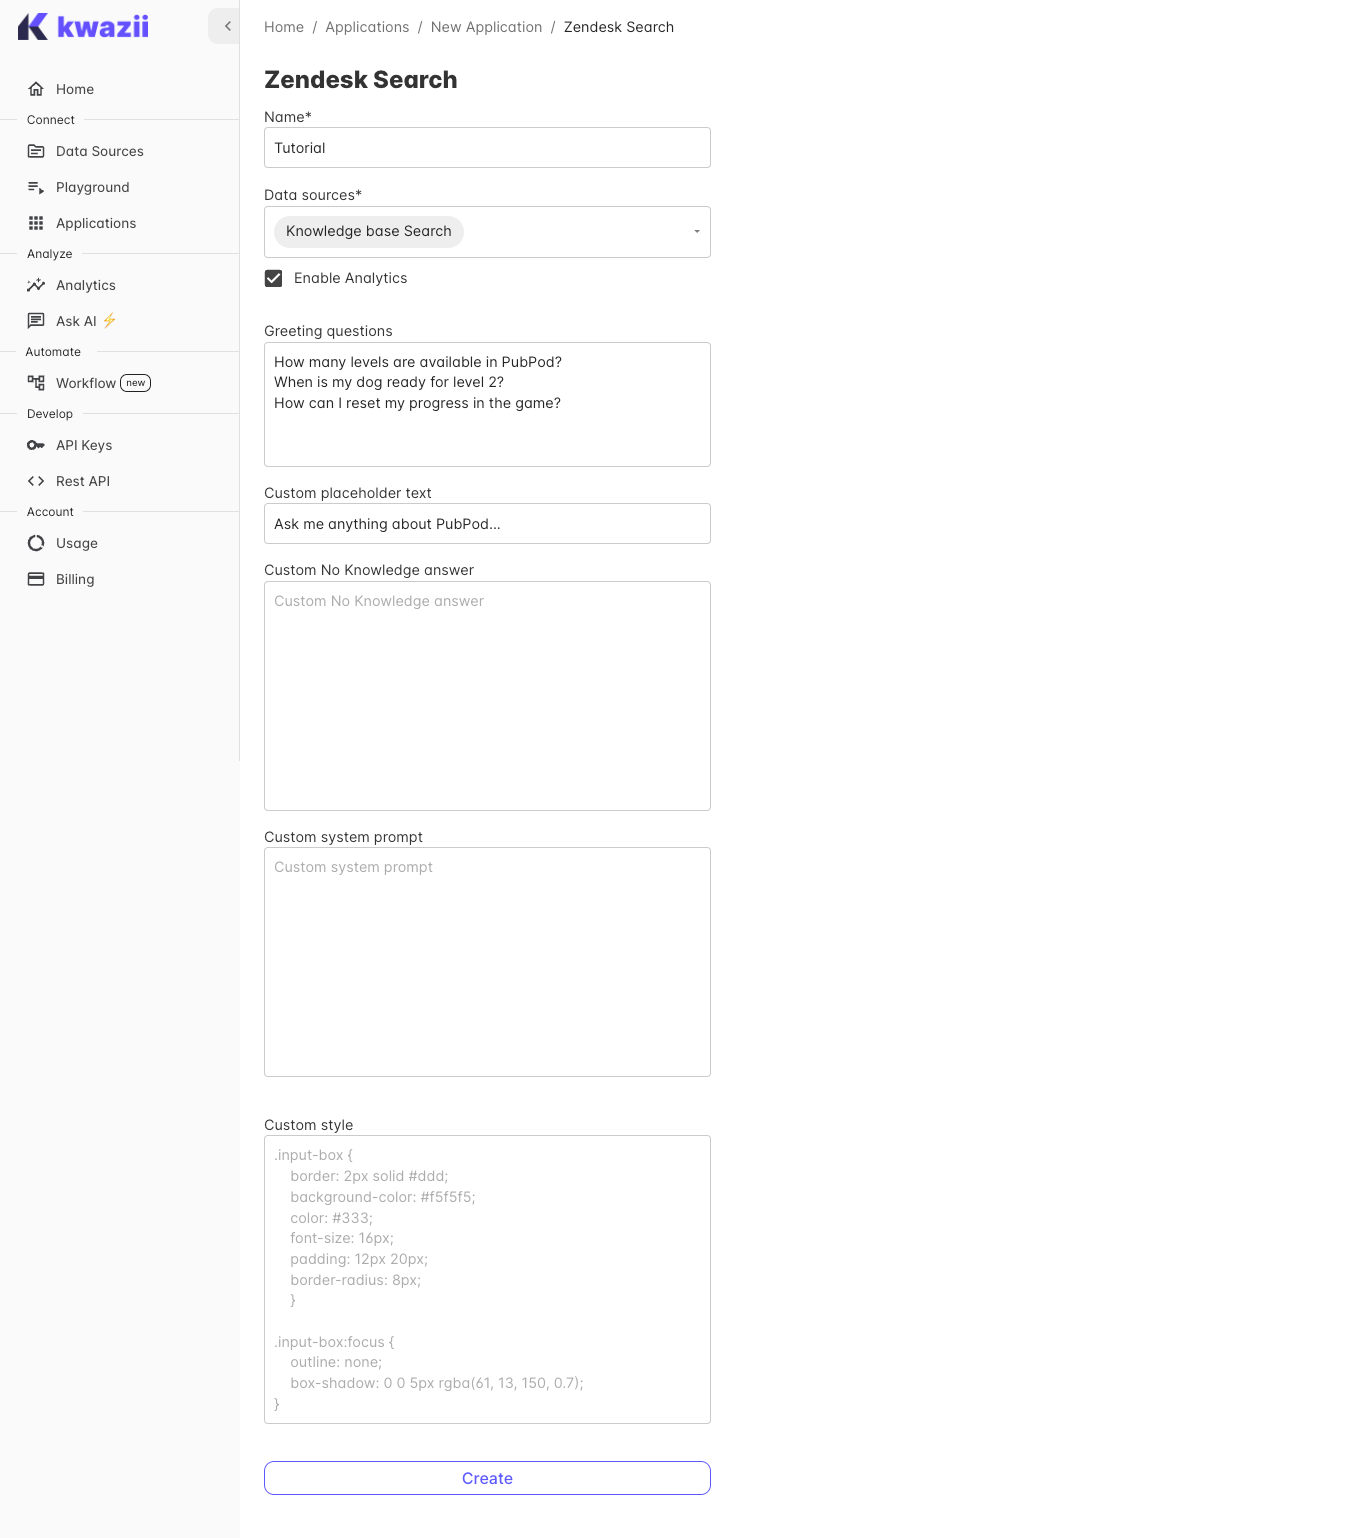 kwazii
Home / Applications / New Application / Zendesk Search
Home
Connect
Data Sources
Playground
Applications
Analyze
Analytics
Ask AI ⚡
Automate
Workflow new
Develop
API Keys
Rest API
Account
Usage
Billing
Zendesk Search
Name*
Tutorial
Data sources*
Knowledge base Search
Enable Analytics
Greeting questions
How many levels are available in PubPod?
When is my dog ready for level 2?
How can I reset my progress in the game?
Custom placeholder text
Ask me anything about PubPod...
Custom No Knowledge answer
Custom No Knowledge answer
Custom system prompt
Custom system prompt
Custom style
.input-box {
border: 2px solid #ddd;
background-color: #f5f5f5;
color: #333;
font-size: 16px;
padding: 12px 20px;
border-radius: 8px;
}
.input-box:focus {
outline: none;
box-shadow: 0 0 5px rgba(61, 13, 150, 0.7);
}
Create